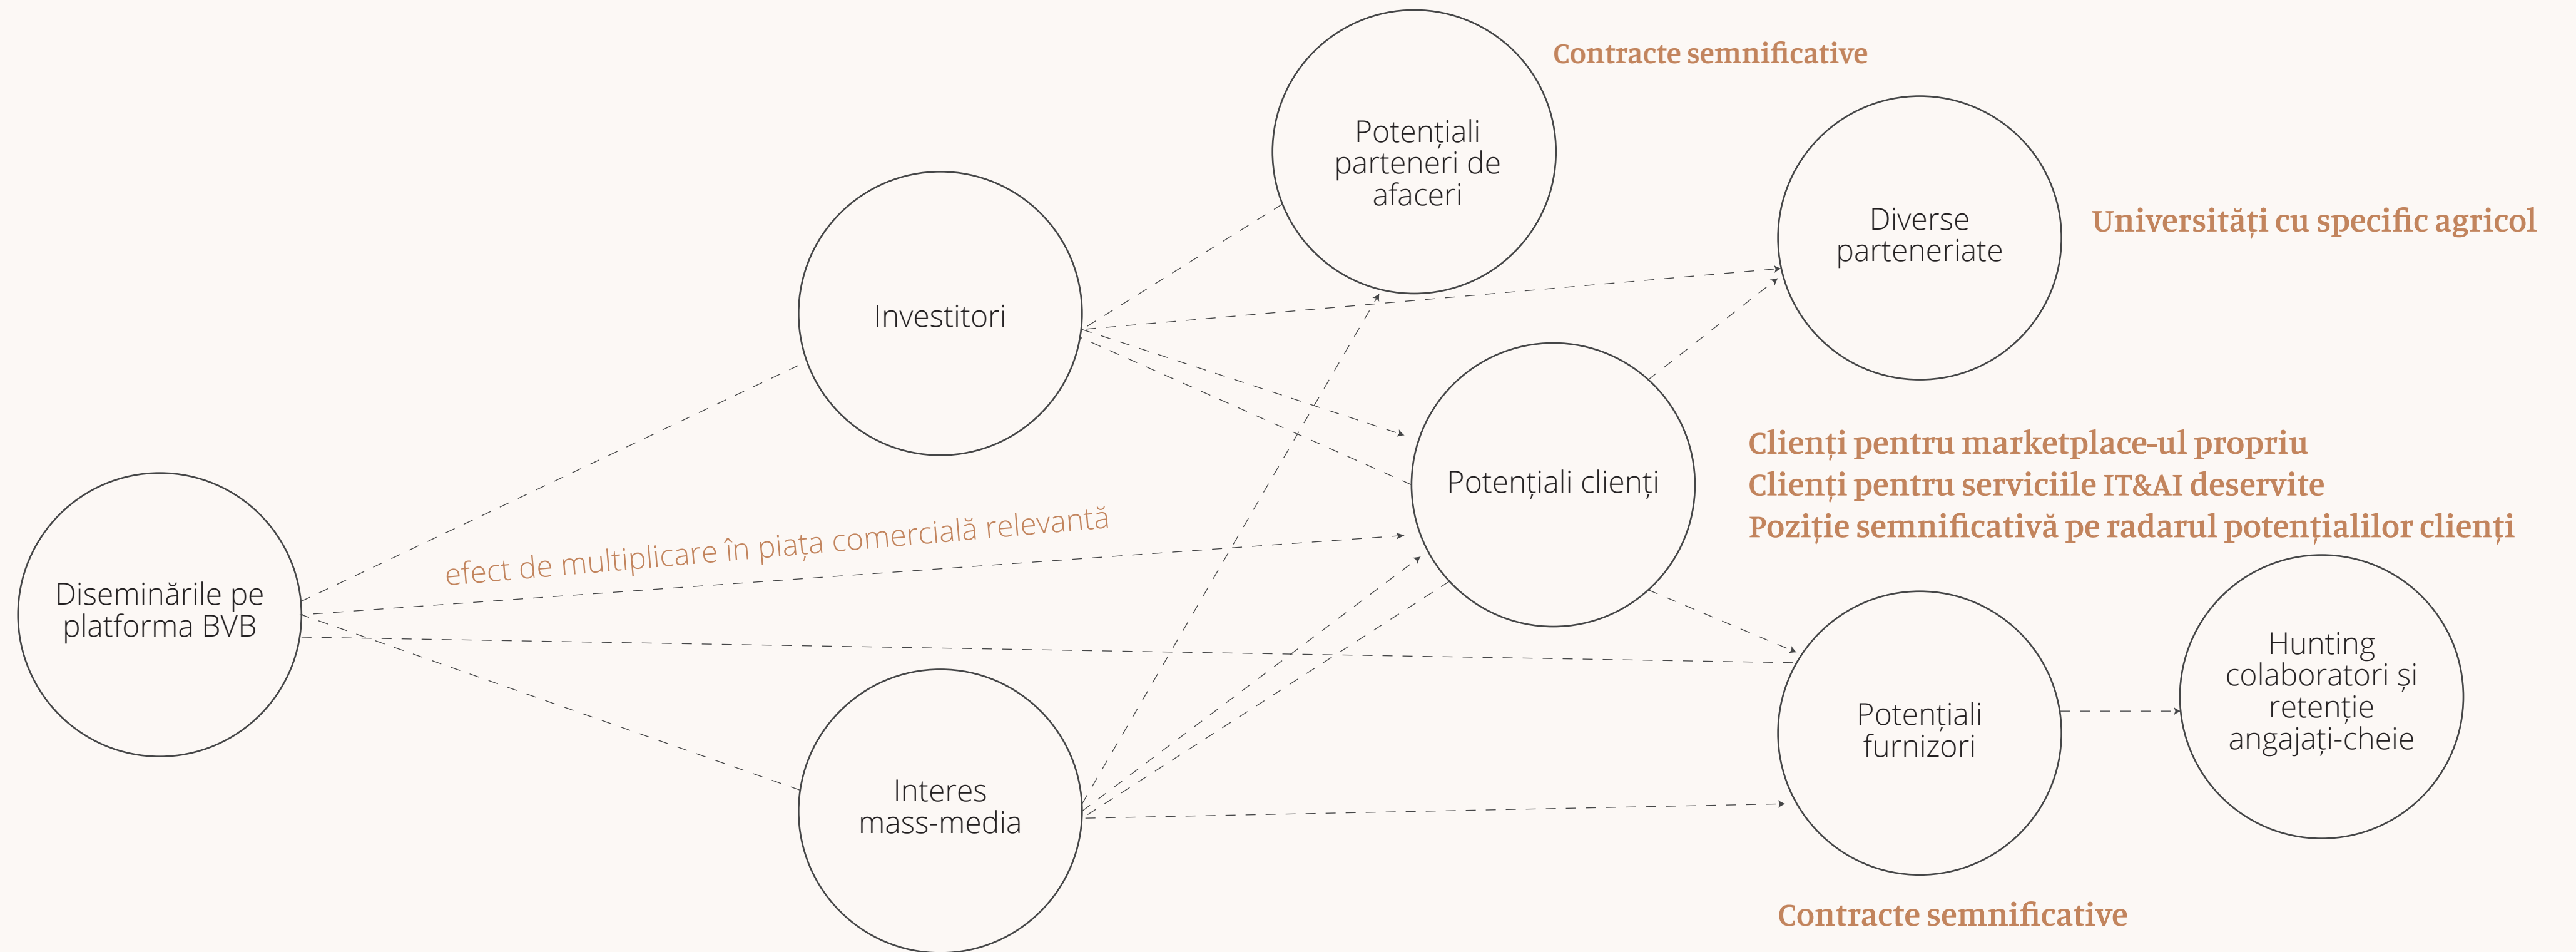 Contracte semnificative
Potențiali
parteneri de
afaceri
Diverse
parteneriate
Universități cu specific agricol
Investitori
Potențiali clienți
Clienți pentru marketplace-ul propriu
Clienți pentru serviciile IT&AI deservite
Poziție semnificativă pe radarul potențialilor clienți
efect de multiplicare în piața comercială relevantă
Diseminările pe
platforma BVB
Hunting
colaboratori și
retenție
angajați-cheie
Potențiali
furnizori
Interes
mass-media
Contracte semnificative